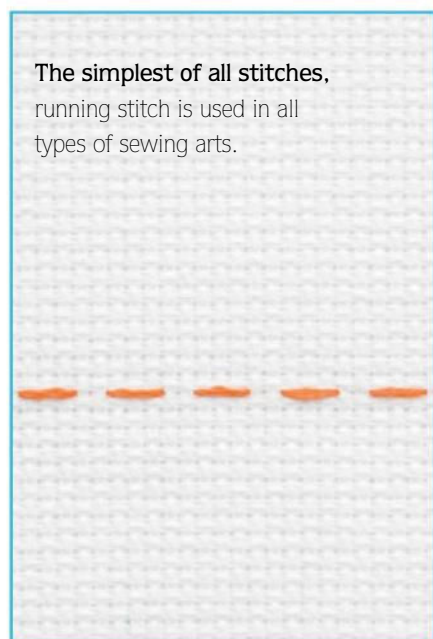 The simplest of all stitches,
running stitch is used in all
types of sewing arts.